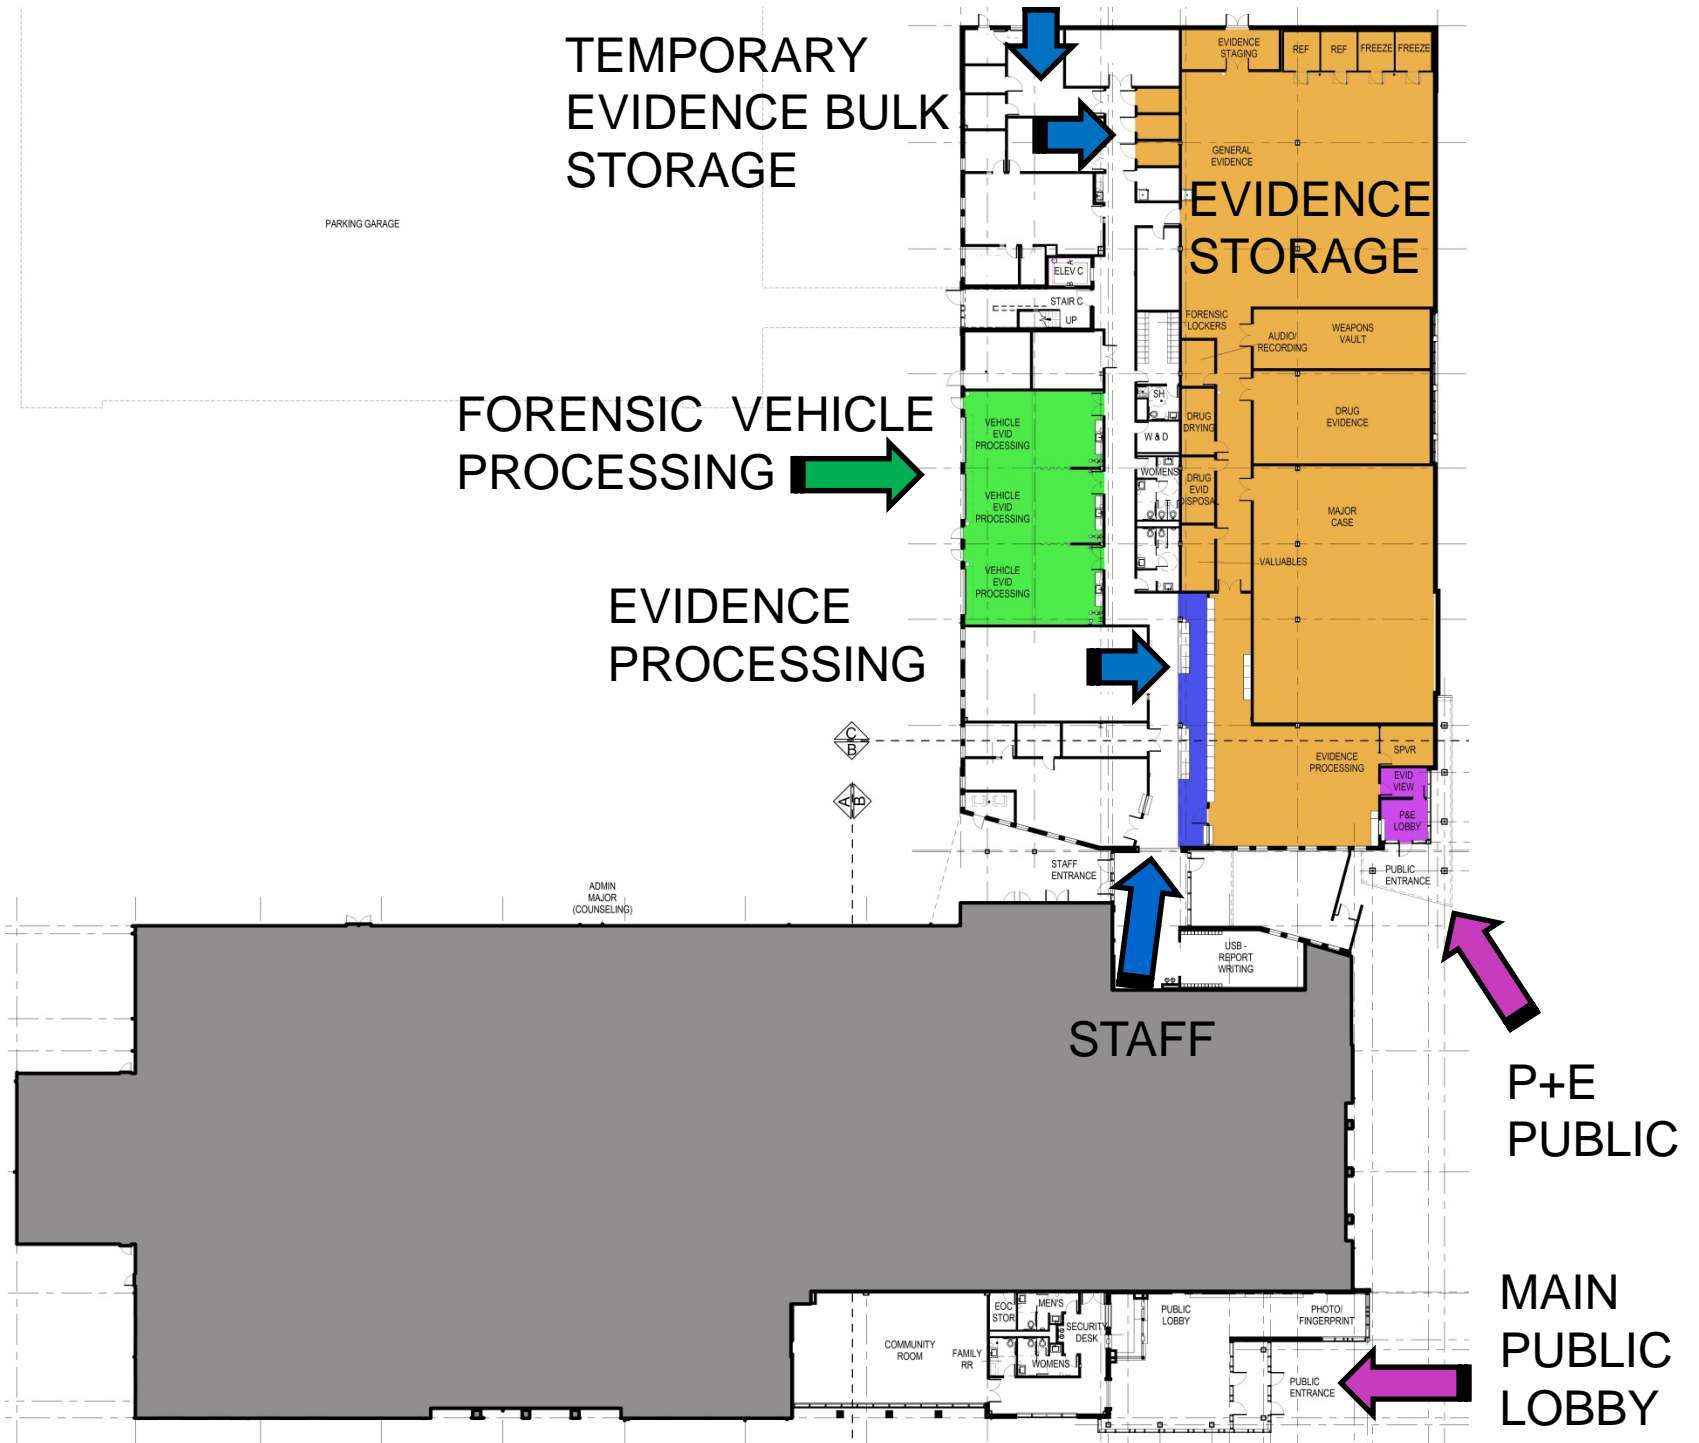 TEMPORARY
EVIDENCE BULK
STORAGE
EVIDENCE
STAGING
REF
REF
FREEZE
FREEZE
GENERAL
EVIDENCE
EVIDENCE
STORAGE
PARKING GARAGE
ELEV C
A
B
STAIR C
UP
FORENSIC
LOCKERS
AUDIO/
RECORDING
WEAPONS
VAULT
FORENSIC VEHICLE
PROCESSING
VEHICLE
EVID
PROCESSING
VEHICLE
EVID
PROCESSING
VEHICLE
EVID
PROCESSING
SH
W & D
WOMENS
DRUG
DRYING
DRUG
EVID
DISPOSAL
DRUG
EVIDENCE
MAJOR
CASE
VALUABLES
EVIDENCE
PROCESSING
C
B
A
B
EVIDENCE
PROCESSING
SPVR
EVID
VIEW
P&E
LOBBY
STAFF
ENTRANCE
PUBLIC
ENTRANCE
ADMIN
MAJOR
(COUNSELING)
USB -
REPORT
WRITING
STAFF
P+E
PUBLIC
EOC
STOR
MEN'S
SECURITY
DESK
PUBLIC
LOBBY
PHOTO/
FINGERPRINT
COMMUNITY
ROOM
FAMILY
RR
WOMENS
PUBLIC
ENTRANCE
MAIN
PUBLIC
LOBBY